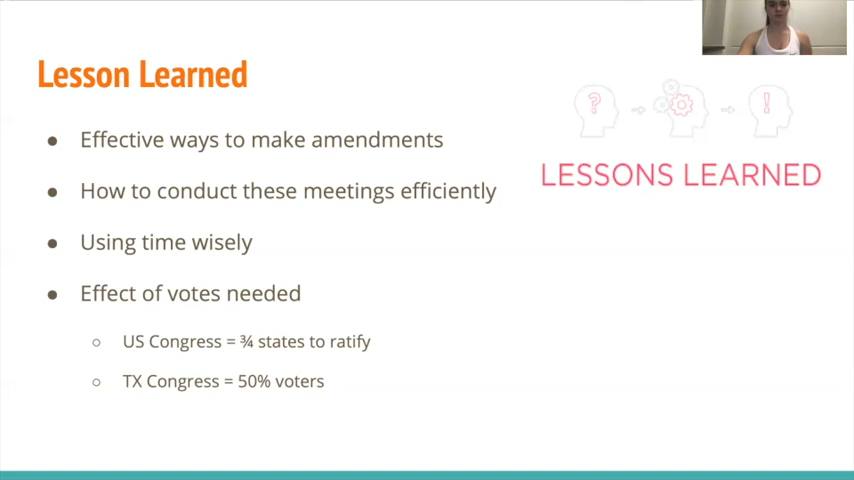 Lesson Learned
● Effective ways to make amendments
● How to conduct these meetings efficiently
● Using time wisely
● Effect of votes needed
○ US Congress = ¾ states to ratify
○ TX Congress = 50% voters
? !
LESSONS LEARNED